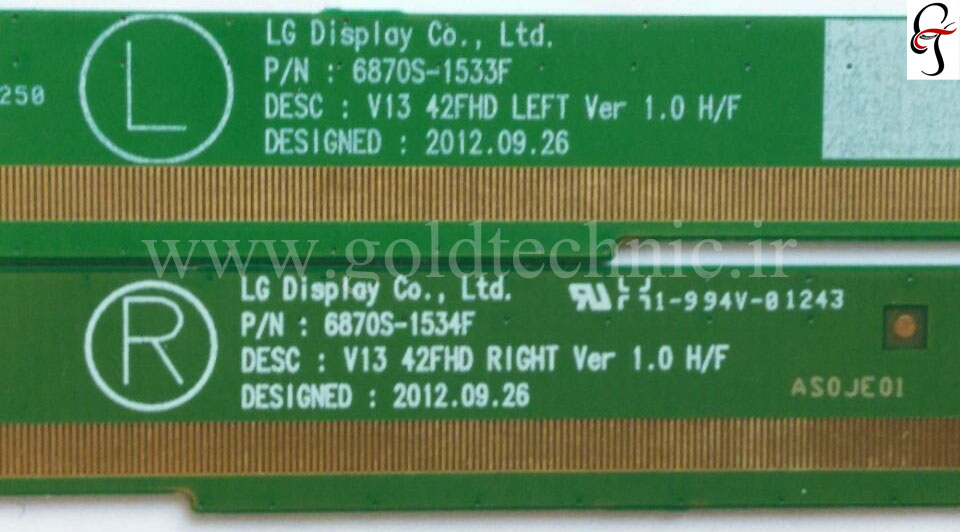 LG Display Co., Ltd.
P/N : 6870S-1533F
250
L
DESC : V13 42FHD LEFT Ver 1.0 H/F
DESIGNED : 2012.09.26
www.goldtechnic.ir
LG Display Co., Ltd.
1-994V-01243
P/N : 6870S-1534F
R
DESC : V13 42FHD RIGHT Ver 1.0 H/F
AS0JE01
DESIGNED : 2012.09.26